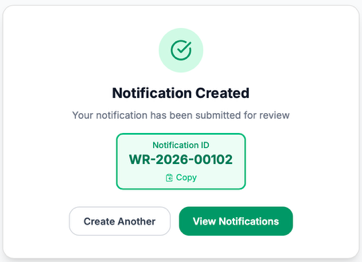 Notification Created
Your notification has been submitted for review
Notification ID
WR-2026-00102
Copy
Create Another
View Notifications